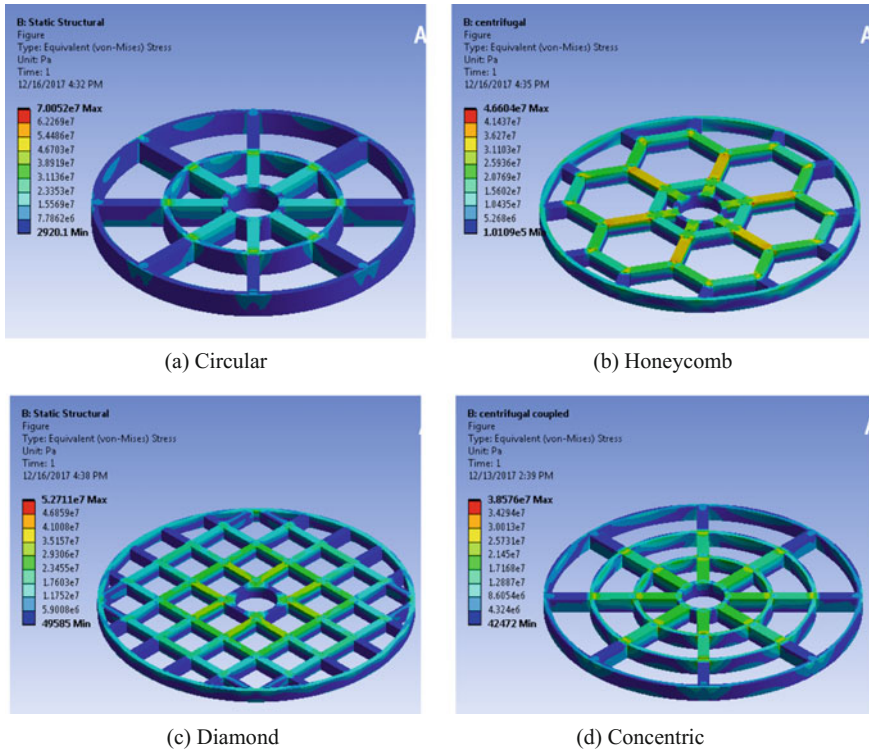 B: Static Structural
Figure
Type: Equivalent (von-Mises) Stress
Unit: Pa
Time: 1
12/16/2017 4:32 PM
A
7.0052e7 Max
6.2269e7
5.4486e7
4.6703e7
3.8919e7
3.1136e7
2.3353e7
1.5569e7
7.7862e6
2920.1 Min
(a) Circular
B: centrifugal
Figure
Type: Equivalent (von-Mises) Stress
Unit: Pa
Time: 1
12/16/2017 4:35 PM
4.6604e7 Max
4.1437e7
3.627e7
3.1103e7
2.5936e7
2.0769e7
1.5602e7
1.0435e7
5.268e6
1.0109e5 Min
(b) Honeycomb
B: Static Structural
Figure
Type: Equivalent (von-Mises) Stress
Unit: Pa
Time: 1
12/16/2017 4:38 PM
5.2711e7 Max
4.6859e7
4.1008e7
3.5157e7
2.9306e7
2.3455e7
1.7603e7
1.1752e7
5.9008e6
49585 Min
(c) Diamond
B: centrifugal coupled
Figure
Type: Equivalent (von-Mises) Stress
Unit: Pa
Time: 1
12/13/2017 2:39 PM
3.8576e7 Max
3.4294e7
3.0013e7
2.5731e7
2.145e7
1.7168e7
1.2887e7
8.6054e6
4.324e6
42472 Min
(d) Concentric